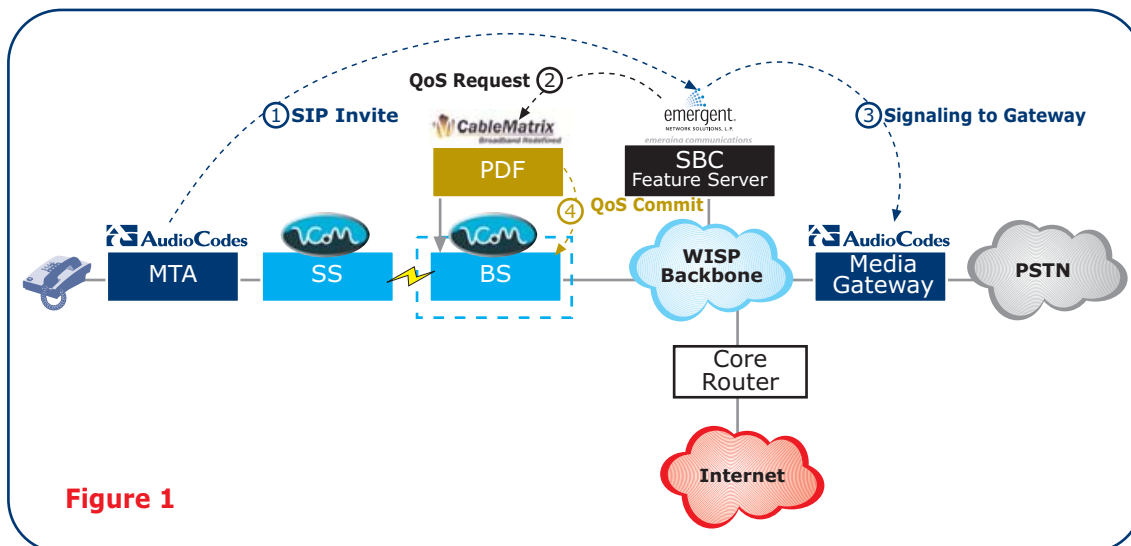 QoS Request 2
1 SIP Invite
CableMatrix
Broadband Redefined
emergent.
NETWORK SOLUTIONS, L.P.
emerging communications
3 Signaling to Gateway
PDF
SBC
Feature Server
4 QoS Commit
AudioCodes
MTA
VCOM
SS
VCOM
BS
WISP
Backbone
AudioCodes
Media
Gateway
PSTN
Core
Router
Internet
Figure 1